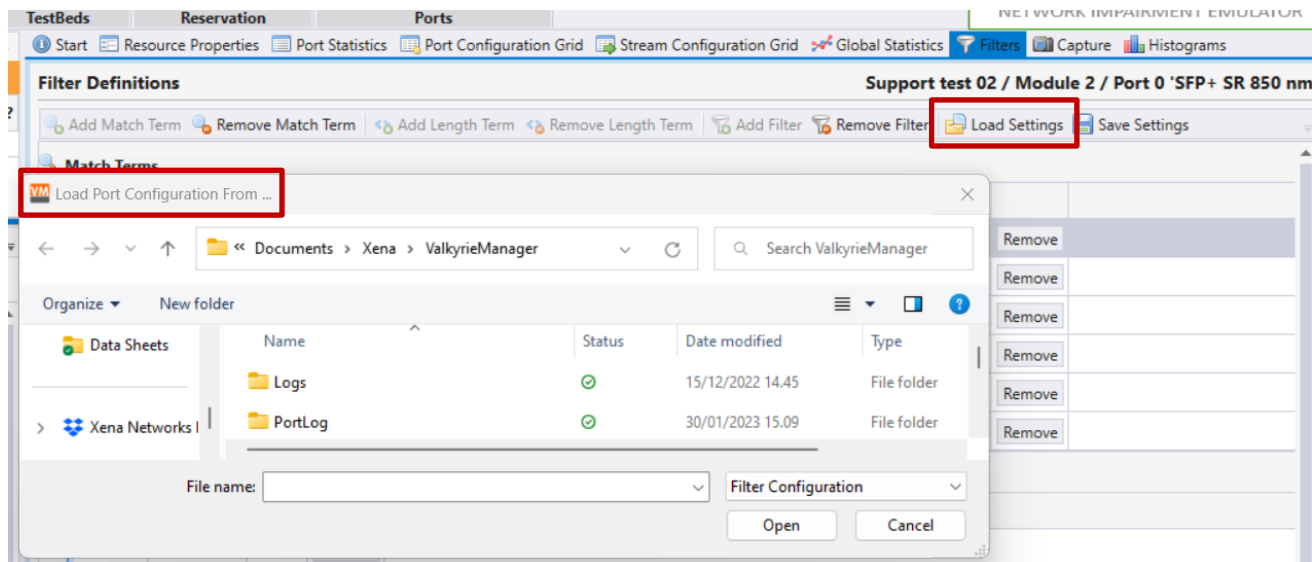 TestBeds Reservation Ports NETWORK IMPAIRMENT EMULATOR
Start Resource Properties Port Statistics Port Configuration Grid Stream Configuration Grid Global Statistics Filters Capture Histograms
Filter Definitions Support test 02 / Module 2 / Port 0 'SFP+ SR 850 nm
?
Add Match Term Remove Match Term Add Length Term Remove Length Term Add Filter Remove Filter Load Settings Save Settings
Match Terms
VM Load Port Configuration From ...
« Documents > Xena > ValkyrieManager Search ValkyrieManager
Remove
Remove
Remove
Remove
Remove
Remove
Organize New folder ?
Name Status Date modified Type
Data Sheets
Logs 15/12/2022 14.45 File folder
Xena Networks PortLog 30/01/2023 15.09 File folder
File name: Filter Configuration
Open Cancel